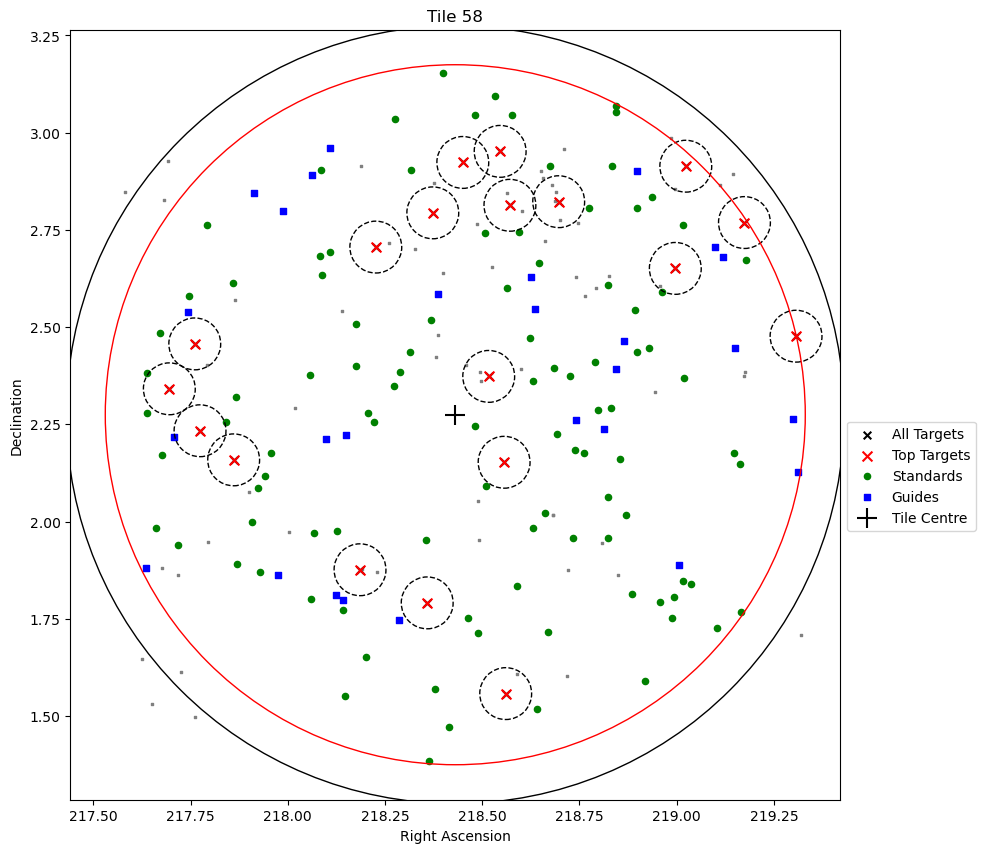 Tile 58
3.25
3.00
2.75
2.50
2.25
2.00
1.75
1.50
Declination
217.50 217.75 218.00 218.25 218.50 218.75 219.00 219.25
Right Ascension
All Targets
Top Targets
Standards
Guides
Tile Centre